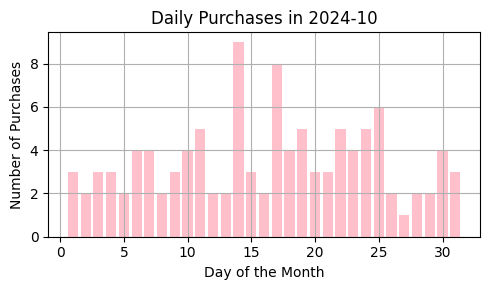 Daily Purchases in 2024-10
Number of Purchases
8
6
4
2
0
0 5 10 15 20 25 30
Day of the Month